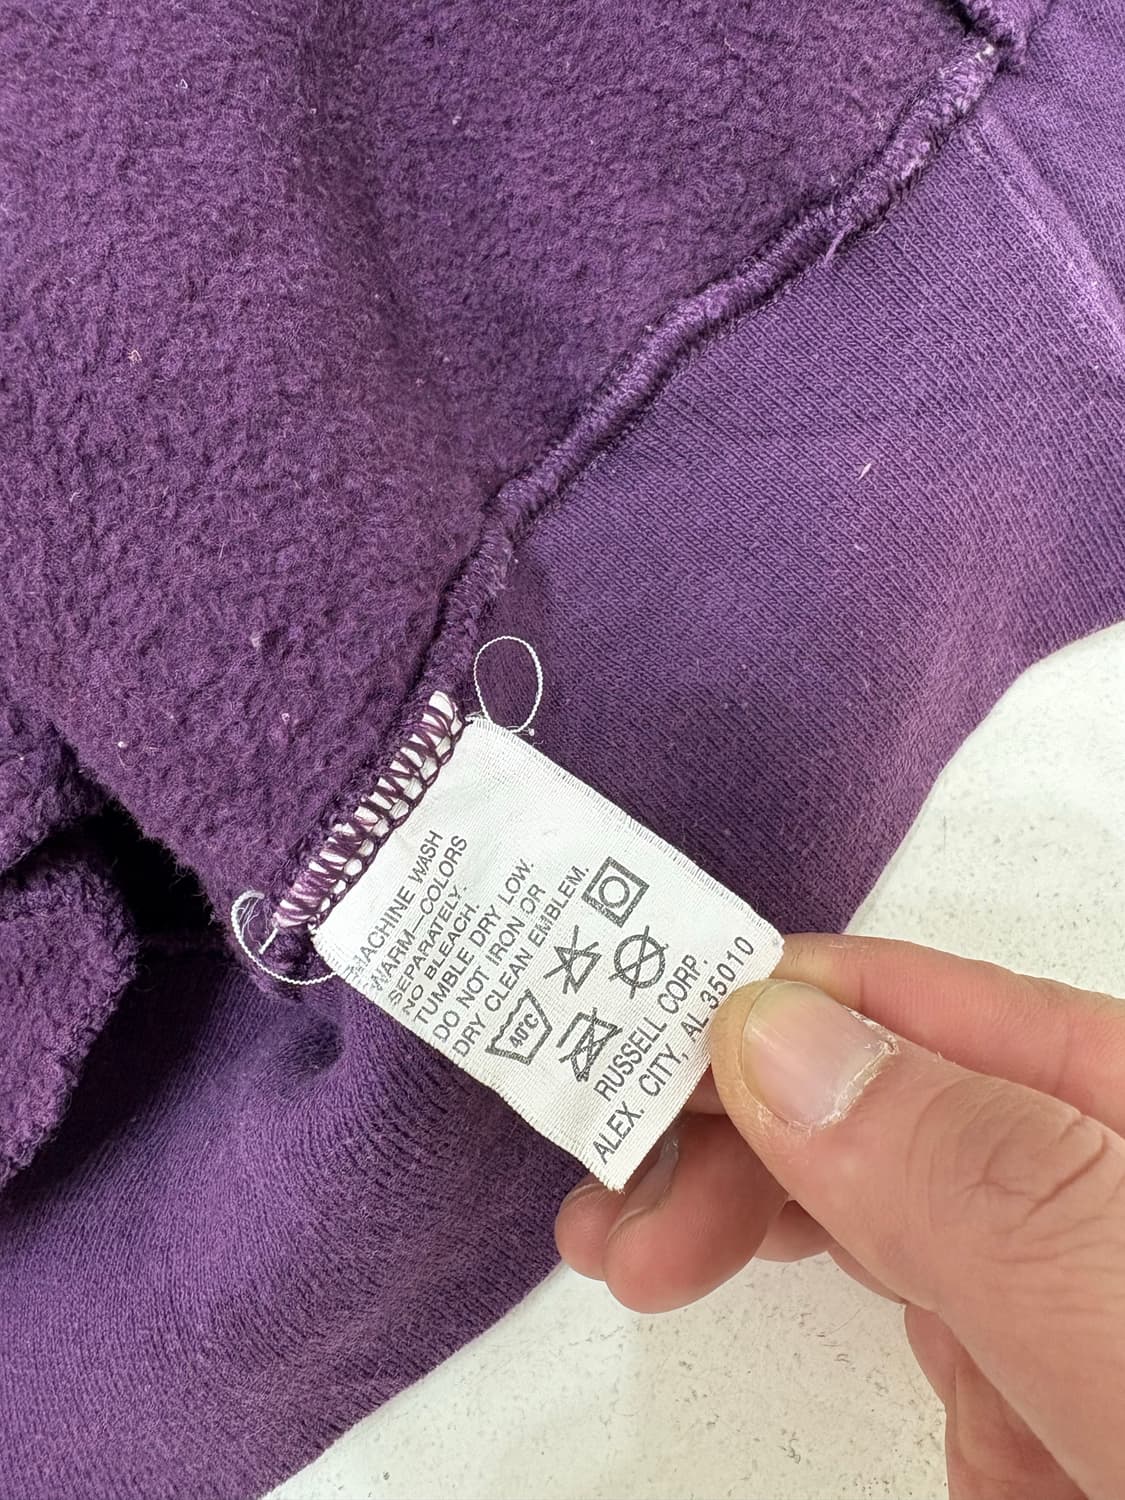 MACHINE WASH
WARM–COLORS
SEPARATELY.
NO BLEACH.
TUMBLE DRY LOW.
DO NOT IRON OR
DRY CLEAN EMBLEM.
40°C
RUSSELL CORP.
ALEX. CITY, AL 35010